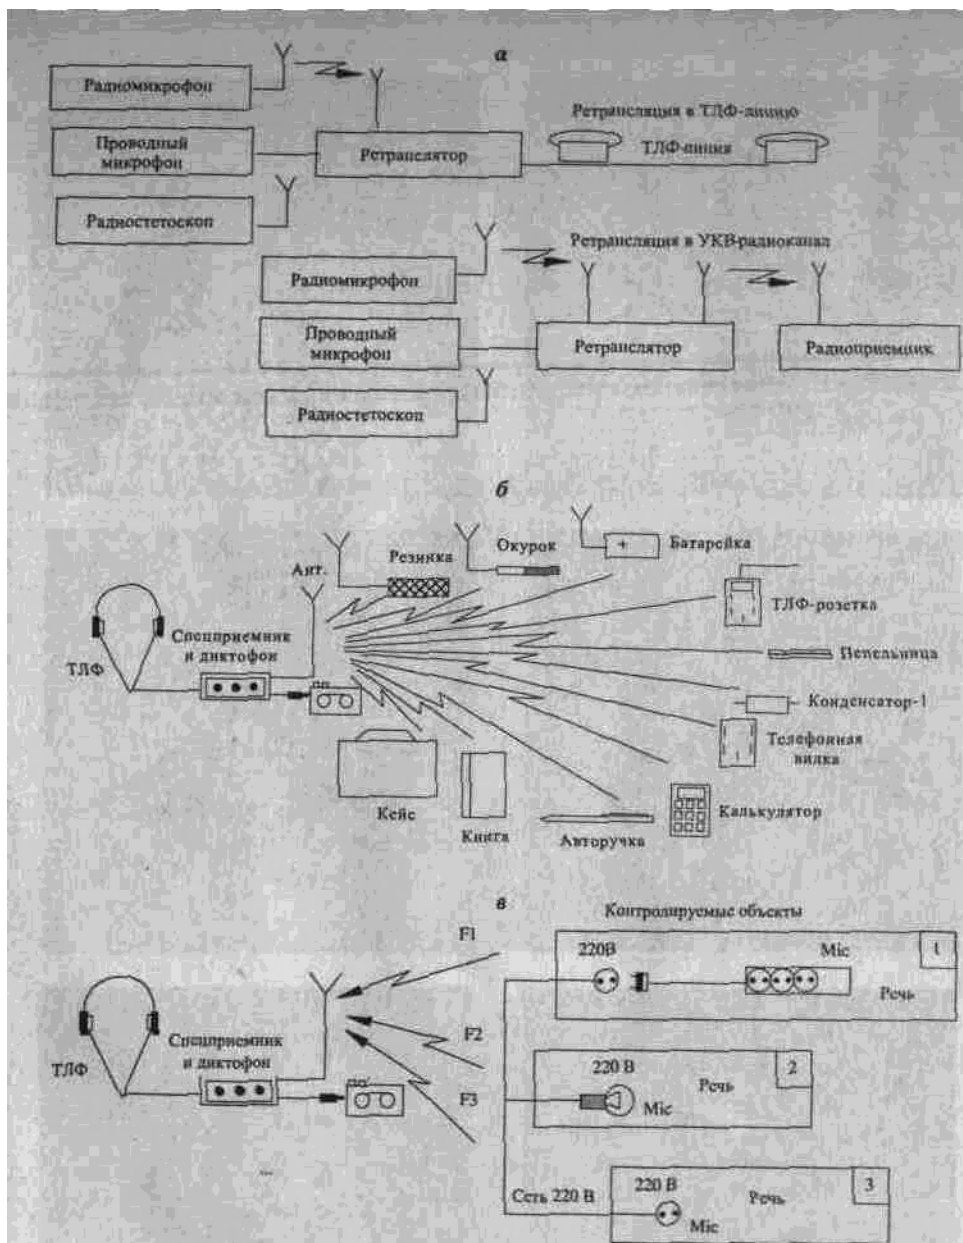 а
Радиомикрофон
Ретрансляция в ТЛФ-линию
Проводный
микрофон
Ретранслятор
ТЛФ-линия
Радиостетоскоп
Ретрансляция в УКВ-радиоканал
Радиомикрофон
Проводный
микрофон
Ретранслятор
Радиоприемник
Радиостетоскоп
б
Ант.
Резинка
Окурок
+
Батарейка
ТЛФ-розетка
Спецприемник
и диктофон
ТЛФ
Пепельница
Конденсатор-1
Телефонная
вилка
Кейс
Книга
Авторучка
Калькулятор
в
Контролируемые объекты
F1
220В
Mic
1
Речь
F2
Спецприемник
и диктофон
ТЛФ
220 В
Речь
2
Mic
F3
Сеть 220 В
220 В
Речь
3
Mic